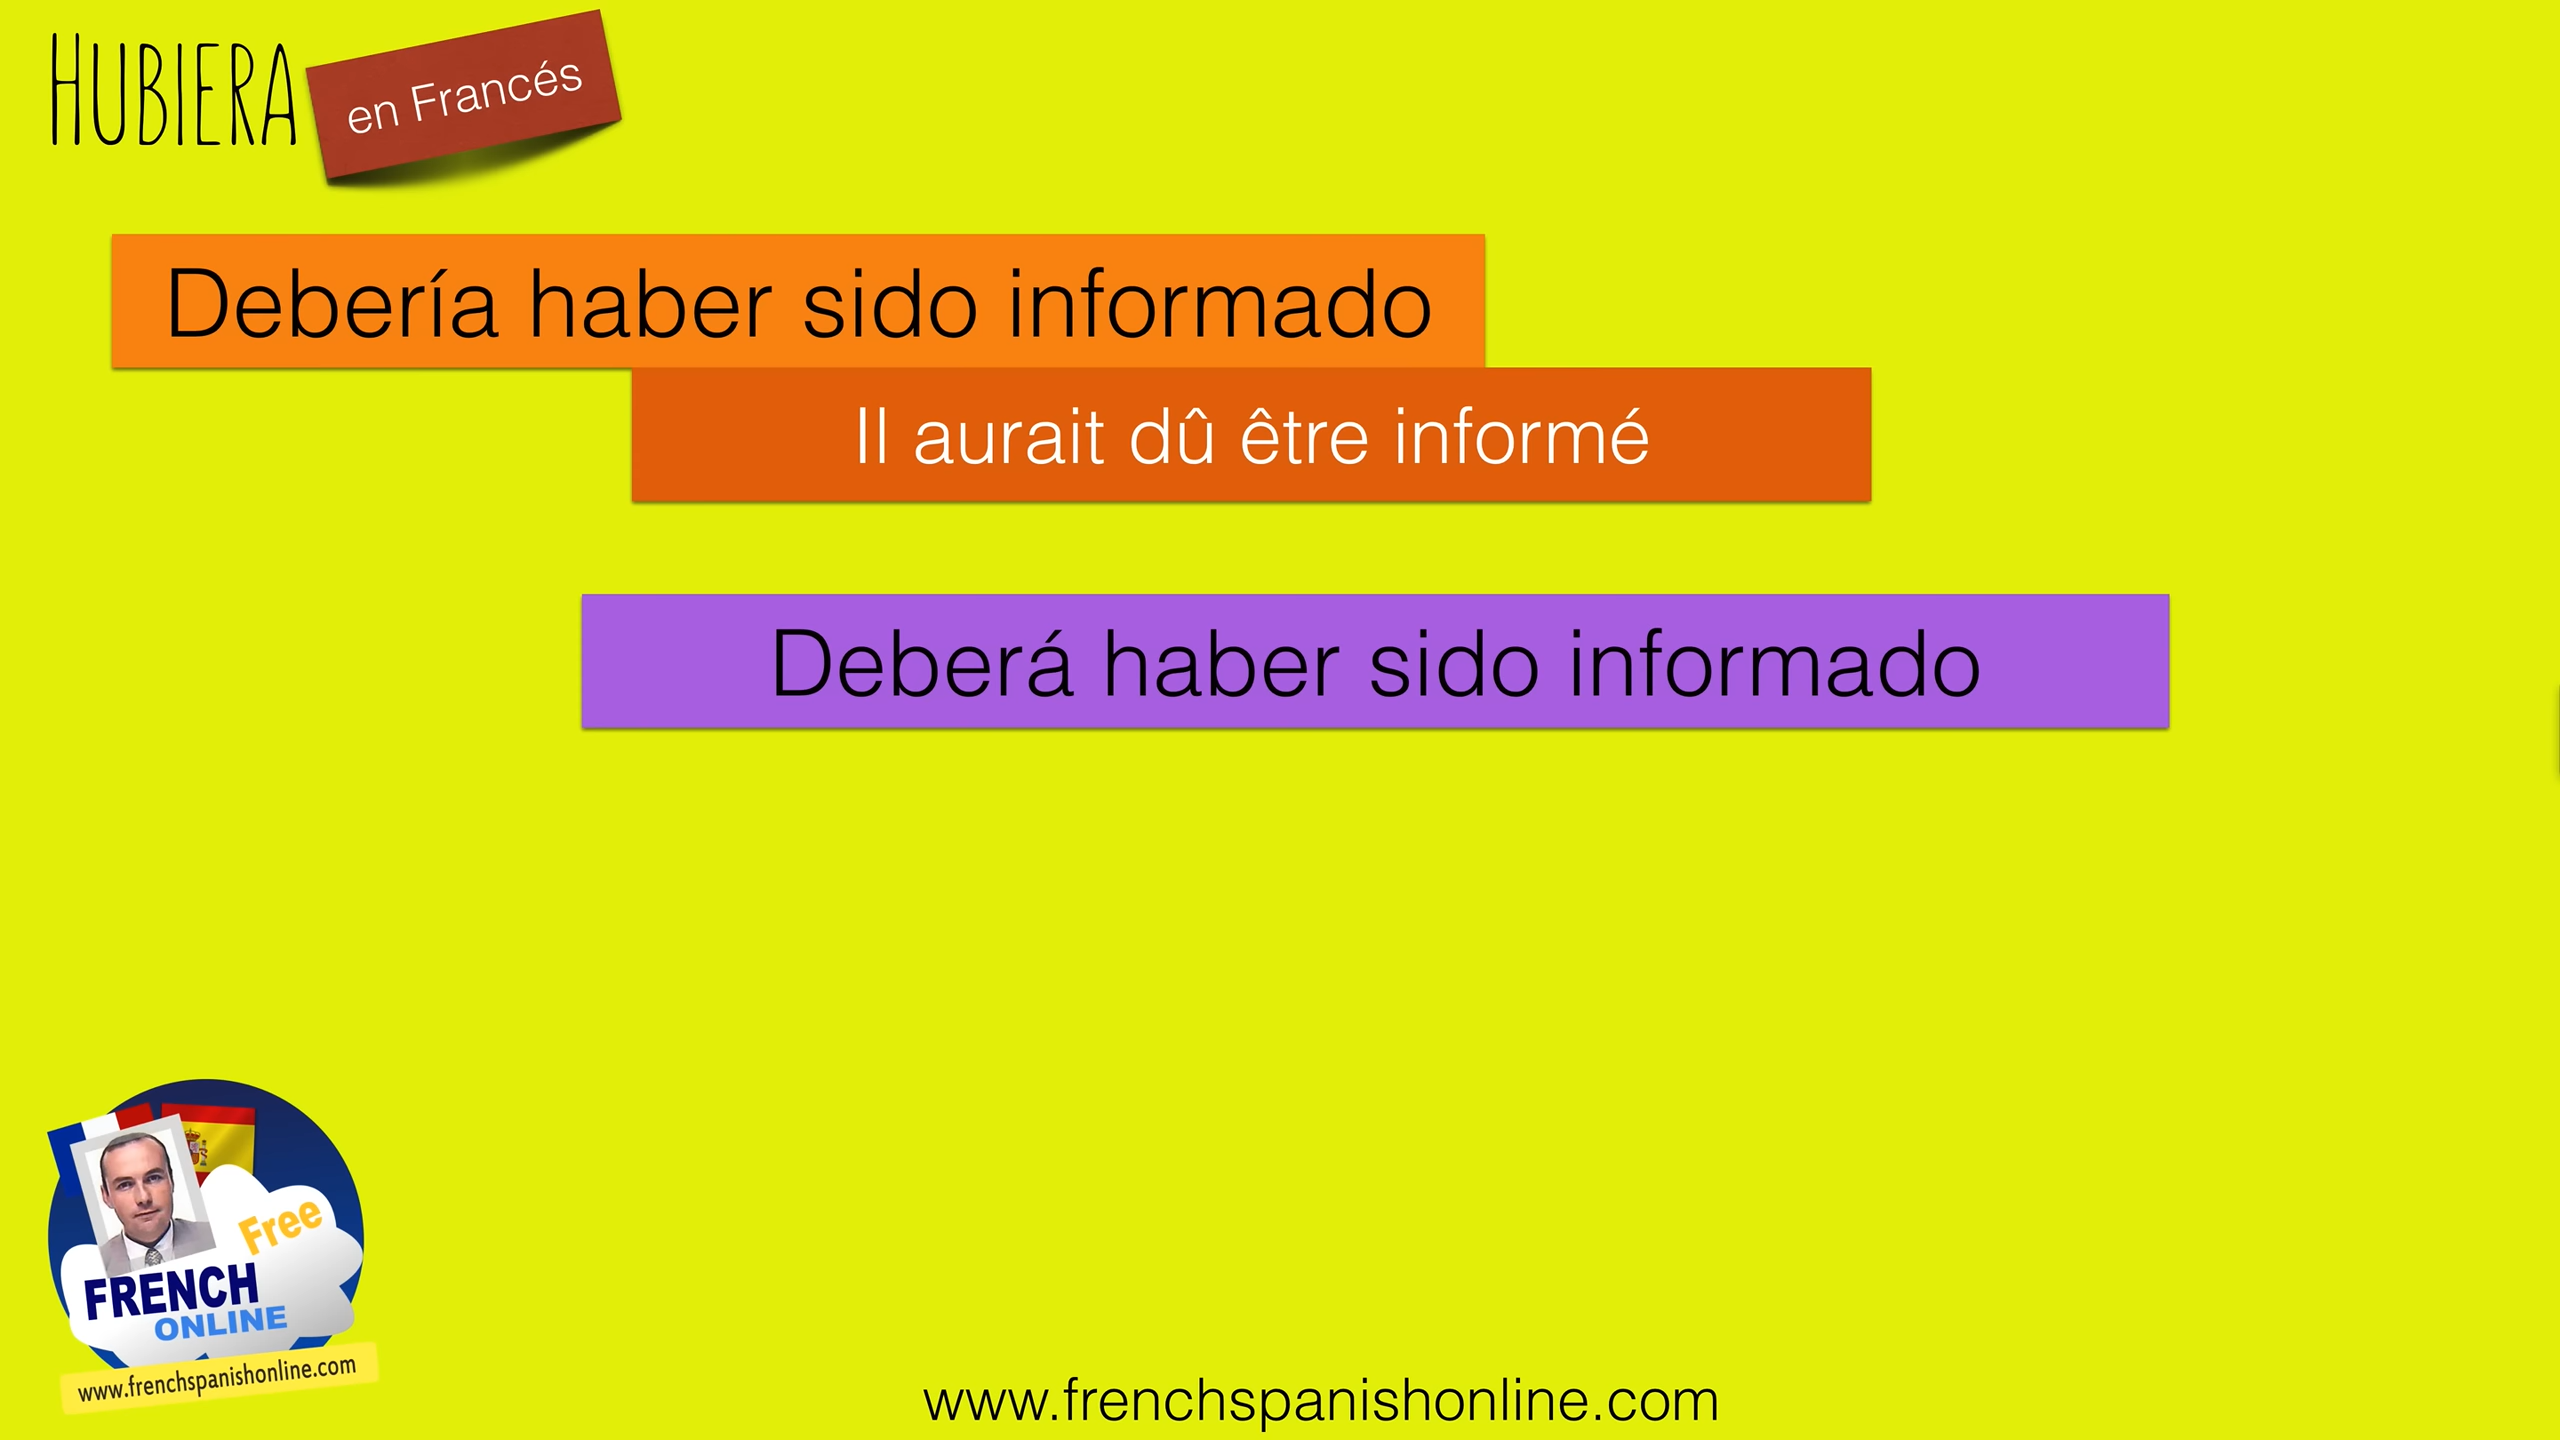 HUBIERA
en Francés
Debería haber sido informado
Il aurait dû être informé
Deberá haber sido informado
Free
FRENCH
ONLINE
www.frenchspanishonline.com
www.frenchspanishonline.com